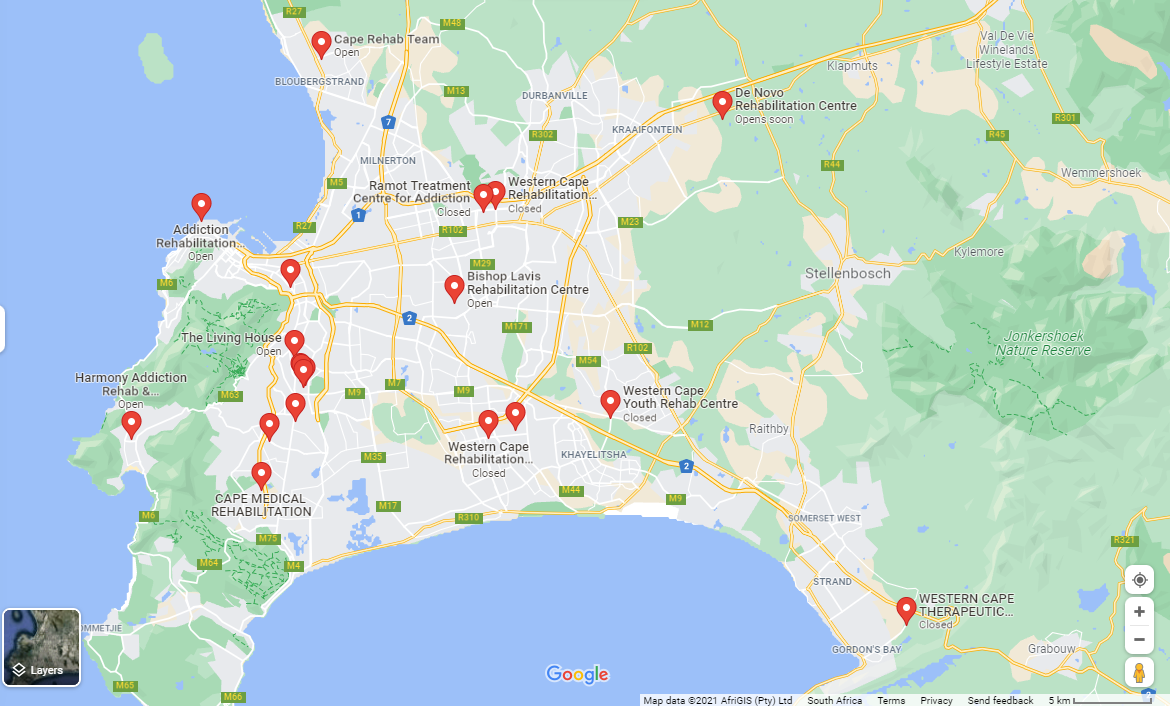 R27
M48
Cape Rehab Team
Open
Val De Vie
Winelands
Lifestyle Estate
Klapmuts
BLOUBERGSTRAND
M13
DURBANVILLE
De Novo
Rehabilitation Centre
Opens soon
R301
7
R302
KRAAIFONTEIN
R45
MILNERTON
R44
Wemmershoek
M5
Ramot Treatment
Centre for Addiction
Closed
Western Cape
Rehabilitation...
Closed
1
R27
R102
M23
Addiction
Rehabilitation...
Open
Kylemore
M29
Stellenbosch
M6
Bishop Lavis
Rehabilitation Centre
Open
2
M171
M12
The Living House
Open
R102
Jonkershoek
Nature Reserve
M54
Harmony Addiction
Rehab &...
Open
M63
M9
M7
M9
Western Cape
Youth Rehab Centre
Closed
Raithby
Western Cape
Rehabilitation...
Closed
KHAYELITSHA
M35
2
CAPE MEDICAL
REHABILITATION
M44
M9
M17
M6
R310
SOMERSET WEST
M75
R321
M64
M4
STRAND
WESTERN CAPE
THERAPEUTIC...
Closed
OMMETJIE
GORDON'S BAY
Grabouw
Layers
Google
M65
M66
2
Map data ©2021 AfriGIS (Pty) Ltd South Africa Terms Privacy Send feedback 5 km